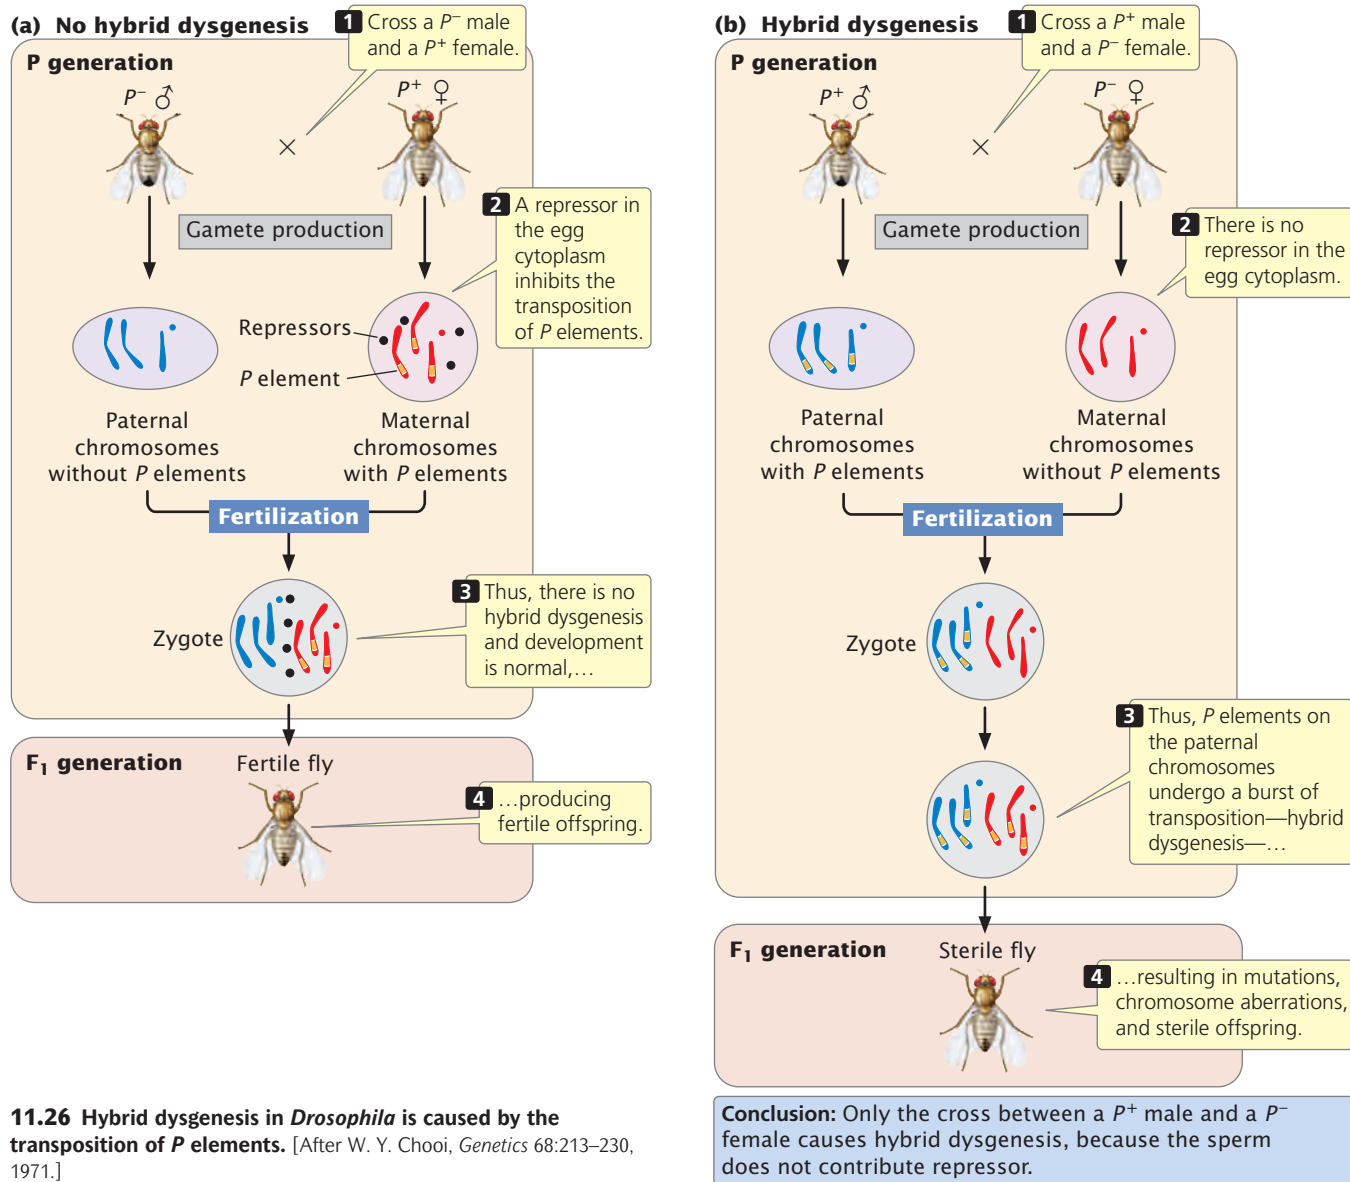 (a) No hybrid dysgenesis
1 Cross a P− male
and a P+ female.
P generation
P− ♂
P+ ♀
×
Gamete production
2 A repressor in
the egg
cytoplasm
inhibits the
transposition
of P elements.
Repressors
P element
Paternal
chromosomes
without P elements
Maternal
chromosomes
with P elements
Fertilization
Zygote
3 Thus, there is no
hybrid dysgenesis
and development
is normal,…
F1 generation
Fertile fly
4 …producing
fertile offspring.
11.26 Hybrid dysgenesis in Drosophila is caused by the
transposition of P elements. [After W. Y. Chooi, Genetics 68:213–230,
1971.]
(b) Hybrid dysgenesis
1 Cross a P+ male
and a P− female.
P generation
P+ ♂
P− ♀
×
Gamete production
2 There is no
repressor in the
egg cytoplasm.
Paternal
chromosomes
with P elements
Maternal
chromosomes
without P elements
Fertilization
Zygote
3 Thus, P elements on
the paternal
chromosomes
undergo a burst of
transposition—hybrid
dysgenesis—…
F1 generation
Sterile fly
4 …resulting in mutations,
chromosome aberrations,
and sterile offspring.
Conclusion: Only the cross between a P+ male and a P−
female causes hybrid dysgenesis, because the sperm
does not contribute repressor.